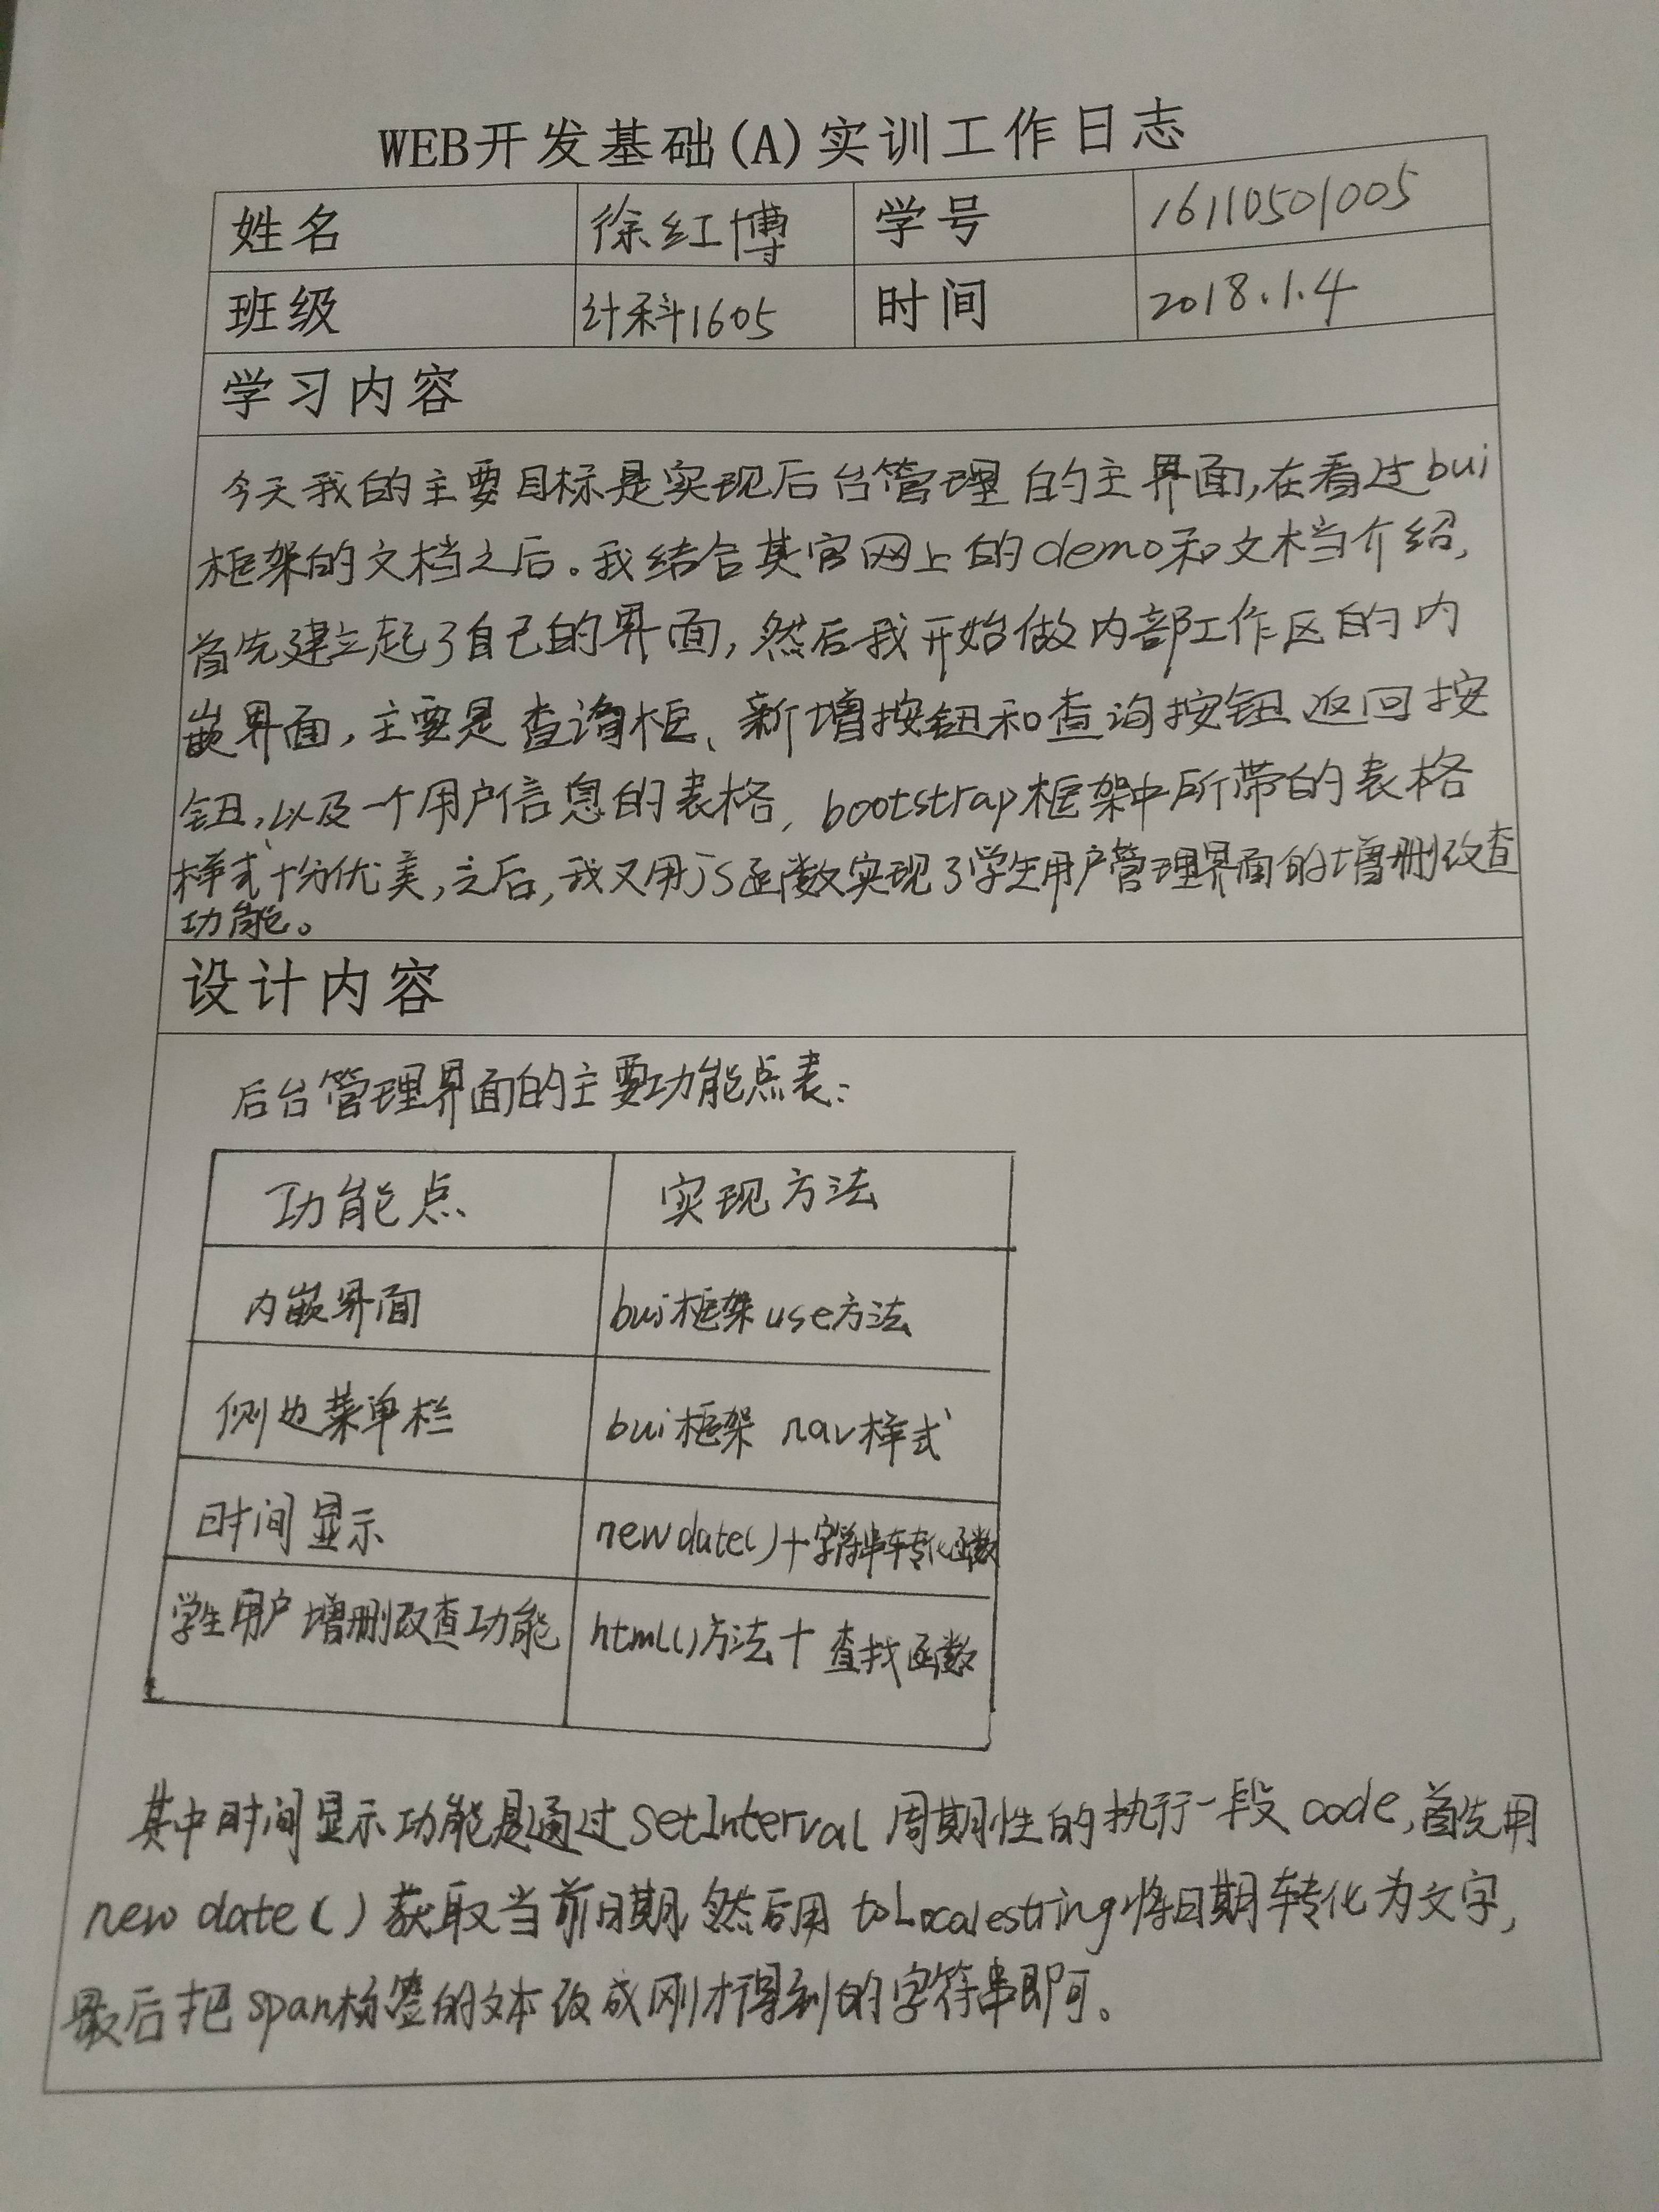 WEB开发基础(A)实训工作日志
姓名 徐红博 学号 16110501005
班级 计科1605 时间 2018.1.4
学习内容
今天我的主要目标是实现后台管理的主界面,在看过bui
框架的文档之后。我结合其官网上的demo和文档介绍,
首先建立起了自己的界面,然后我开始做内部工作区的内
嵌界面,主要是查询框、新增按钮和查询按钮返回按
钮,以及一个用户信息的表格,bootstrap框架中所带的表格
样式十份优美,之后,我又用js函数实现了学生用户管理界面的增删改查
功能。
设计内容
后台管理界面的主要功能点表:
功能点 实现方法
内嵌界面 bui框架use方法
侧边菜单栏 bui框架 nav样式
时间显示 new date()+字符串转化函数
学生用户增删改查功能 html()方法+查找函数
其中时间显示功能是通过setInterval周期性的执行一段code,首先用
new date()获取当前日期,然后用toLocalestring将日期转化为文字,
最后把span标签的文本改成刚才得到的字符串即可。